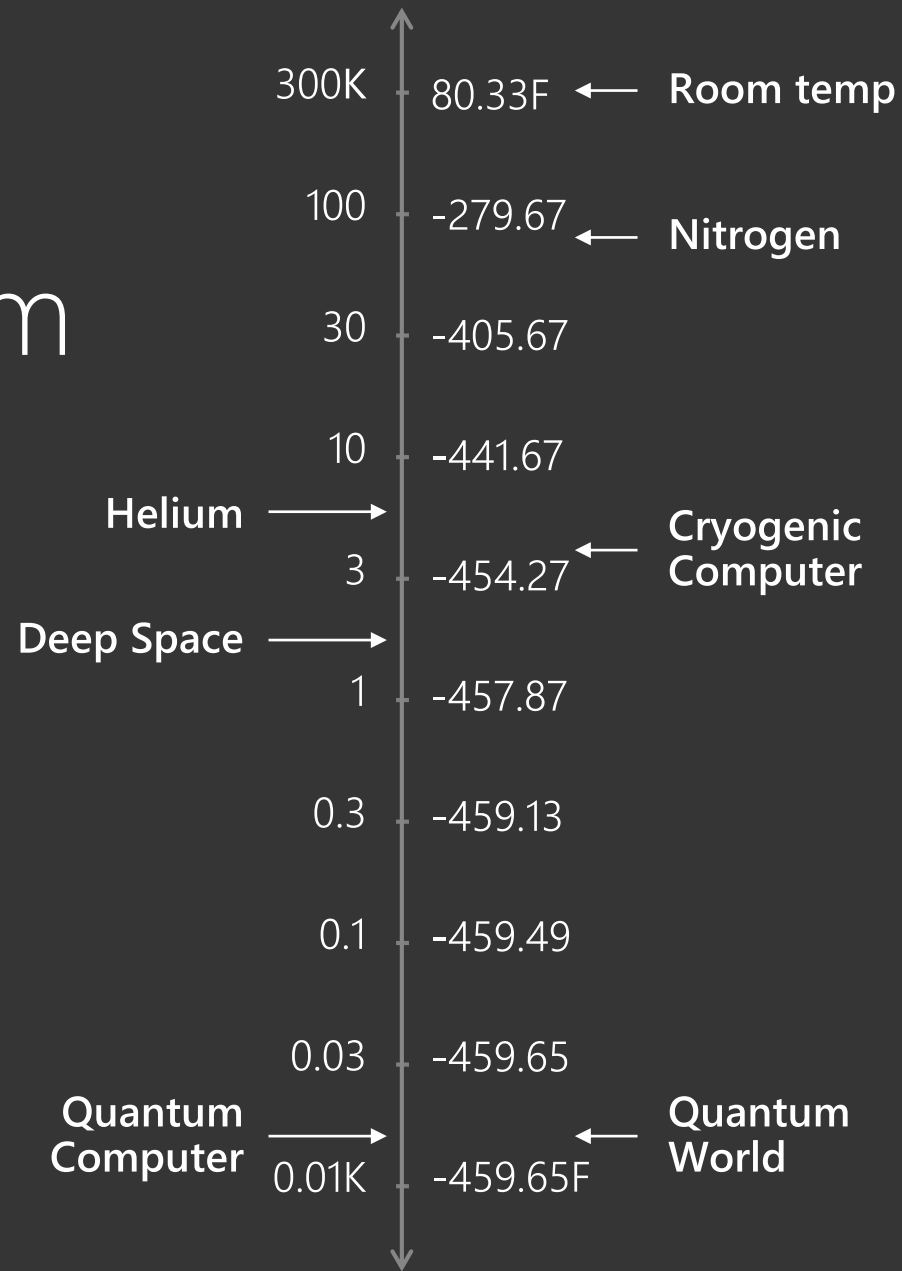 300K 80.33F Room temp
100 -279.67
Nitrogen
m
30 -405.67
10 -441.67
Helium
Cryogenic
Computer
3 -454.27
Deep Space
1 -457.87
0.3 -459.13
0.1 -459.49
0.03 -459.65
Quantum
Computer
Quantum
World
0.01K -459.65F